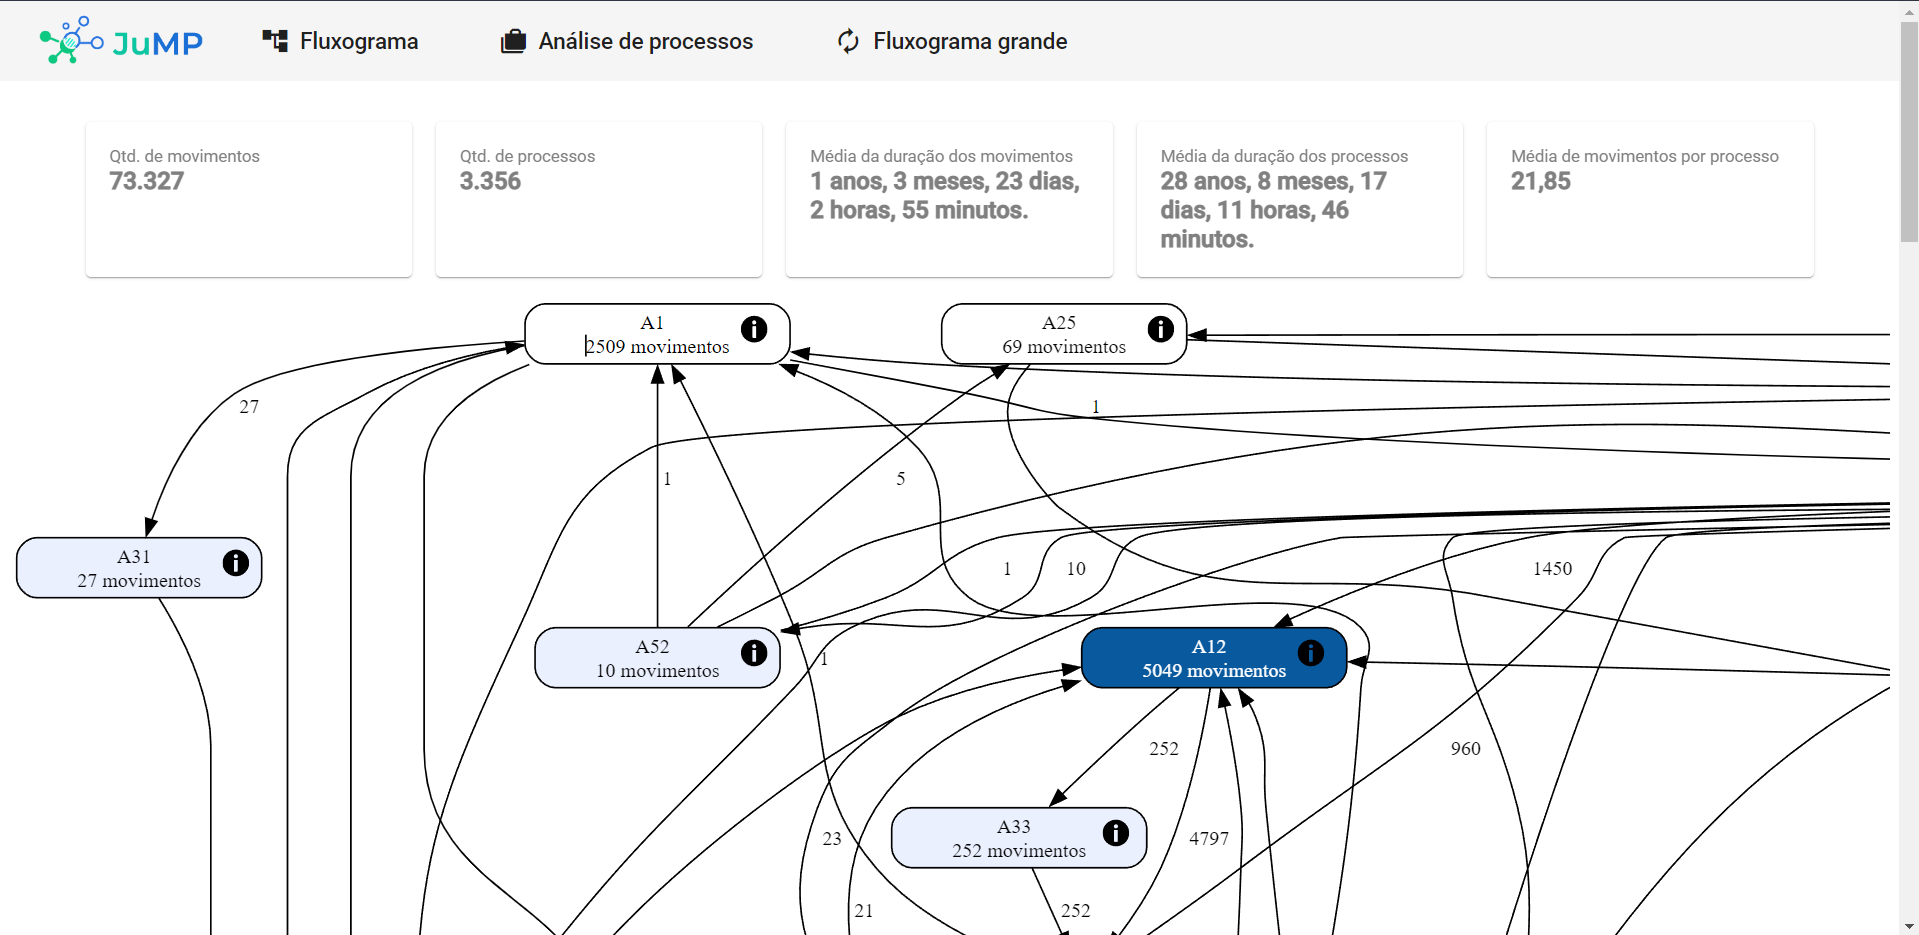 JuMP
Fluxograma
Análise de processos
Fluxograma grande
Qtd. de movimentos
73.327
Qtd. de processos
3.356
Média da duração dos movimentos
1 anos, 3 meses, 23 dias,
2 horas, 55 minutos.
Média da duração dos processos
28 anos, 8 meses, 17
dias, 11 horas, 46
minutos.
Média de movimentos por processo
21,85
A1
2509 movimentos
A25
69 movimentos
27
1
1
5
A31
27 movimentos
1
10
1450
A52
10 movimentos
1
A12
5049 movimentos
252
960
A33
252 movimentos
23
4797
21
252